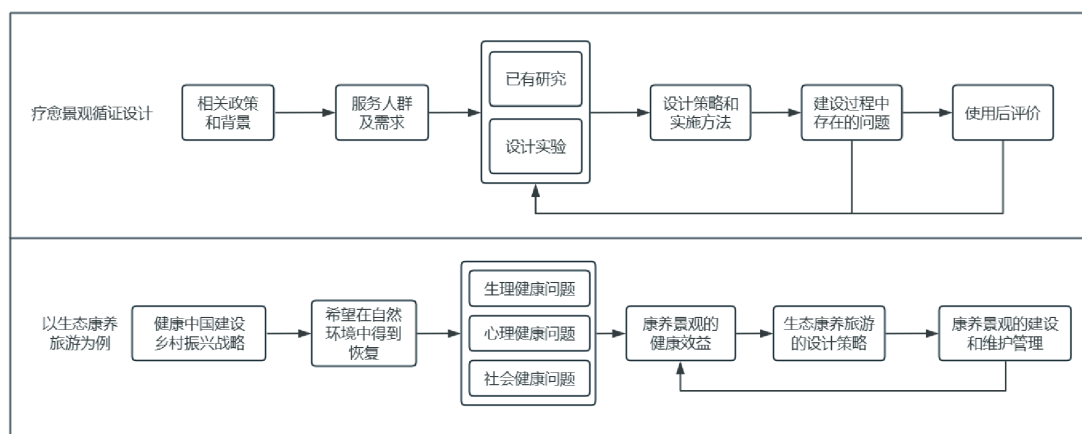 疗愈景观循证设计
相关政策
和背景
服务人群
及需求
已有研究
设计实验
设计策略和
实施方法
建设过程中
存在的问题
使用后评价
以生态康养
旅游为例
健康中国建设
乡村振兴战略
希望在自然
环境中得到
恢复
生理健康问题
心理健康问题
社会健康问题
康养景观的
健康效益
生态康养旅游
的设计策略
康养景观的建设
和维护管理